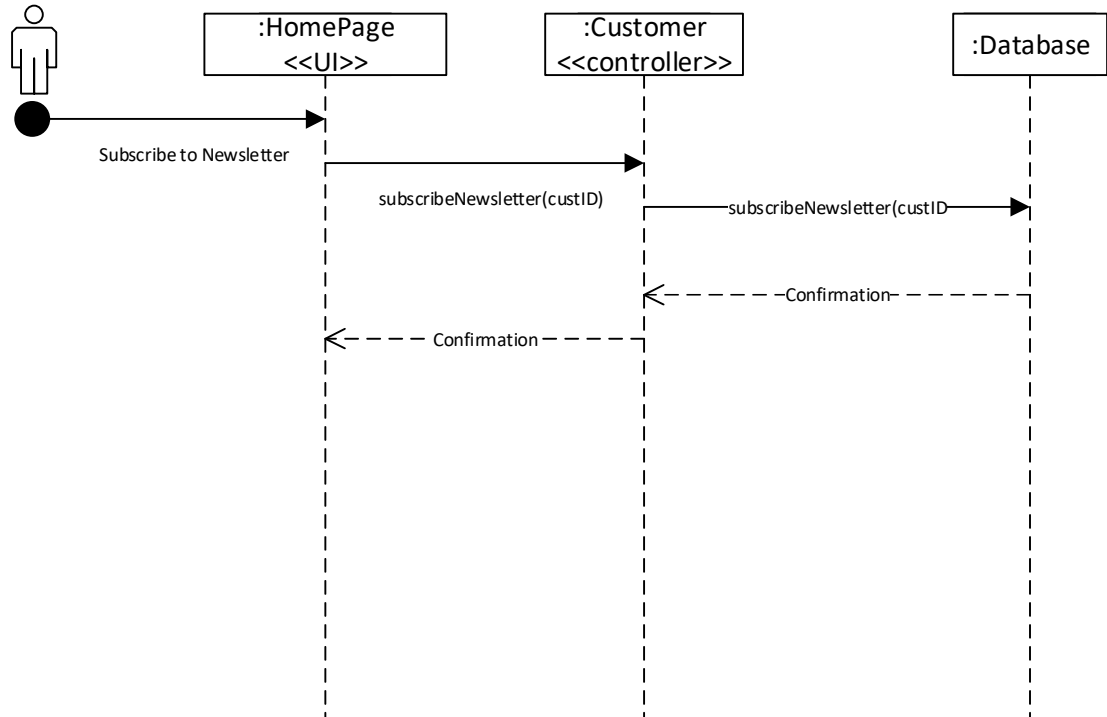 :HomePage
<<UI>>
:Customer
<<controller>>
:Database
Subscribe to Newsletter
subscribeNewsletter(custID)
subscribeNewsletter(custID
Confirmation
Confirmation